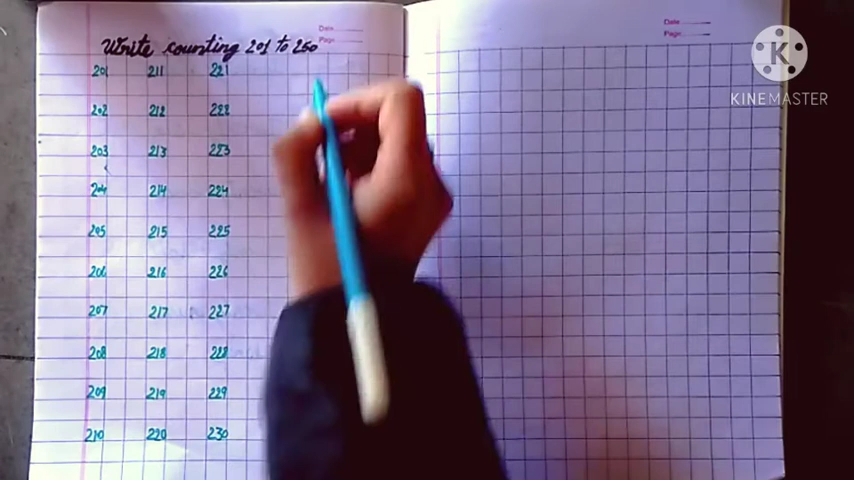 Date
Page
Write counting 201 to 250
201 211 221
202 212 222
203 213 223
204 214 224
205 215 225
206 216 226
207 217 227
208 218 228
209 219 229
210 220 230
Date
Page
K
KINEMASTER